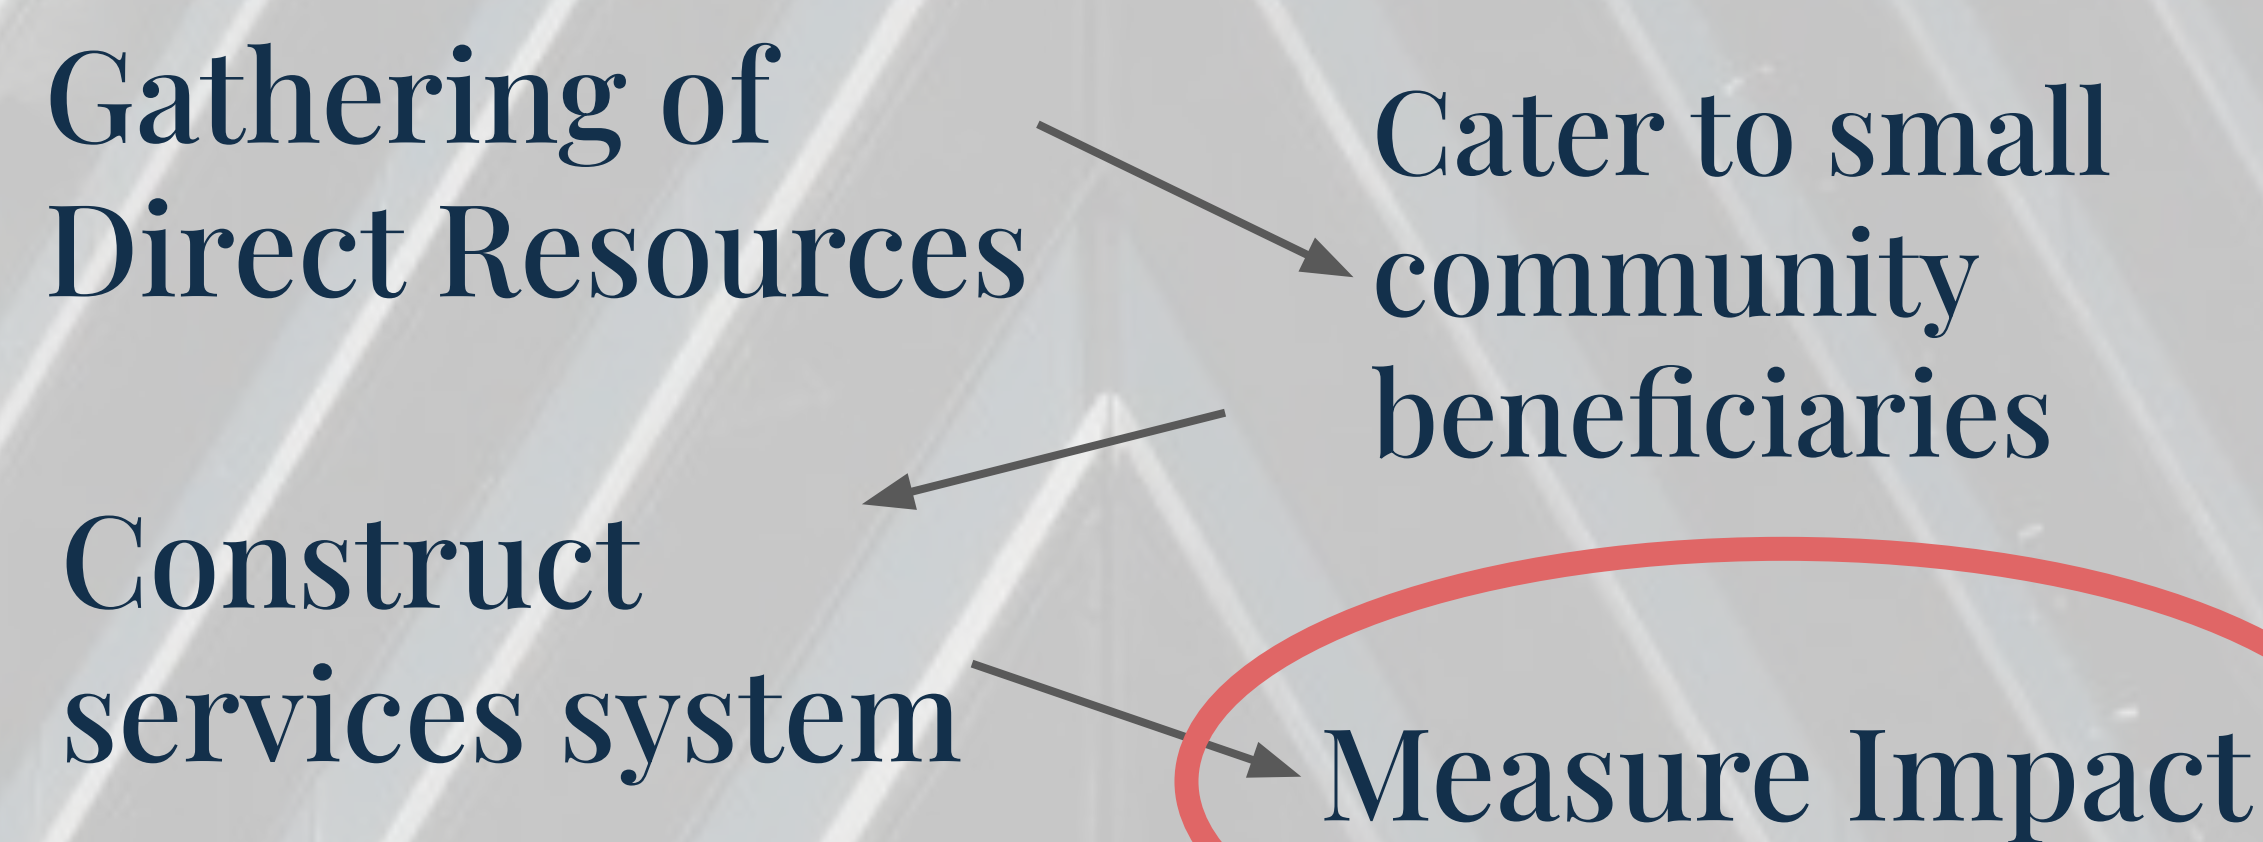 Gathering of
Direct Resources
Cater to small
community
beneficiaries
Construct
services system
Measure Impact